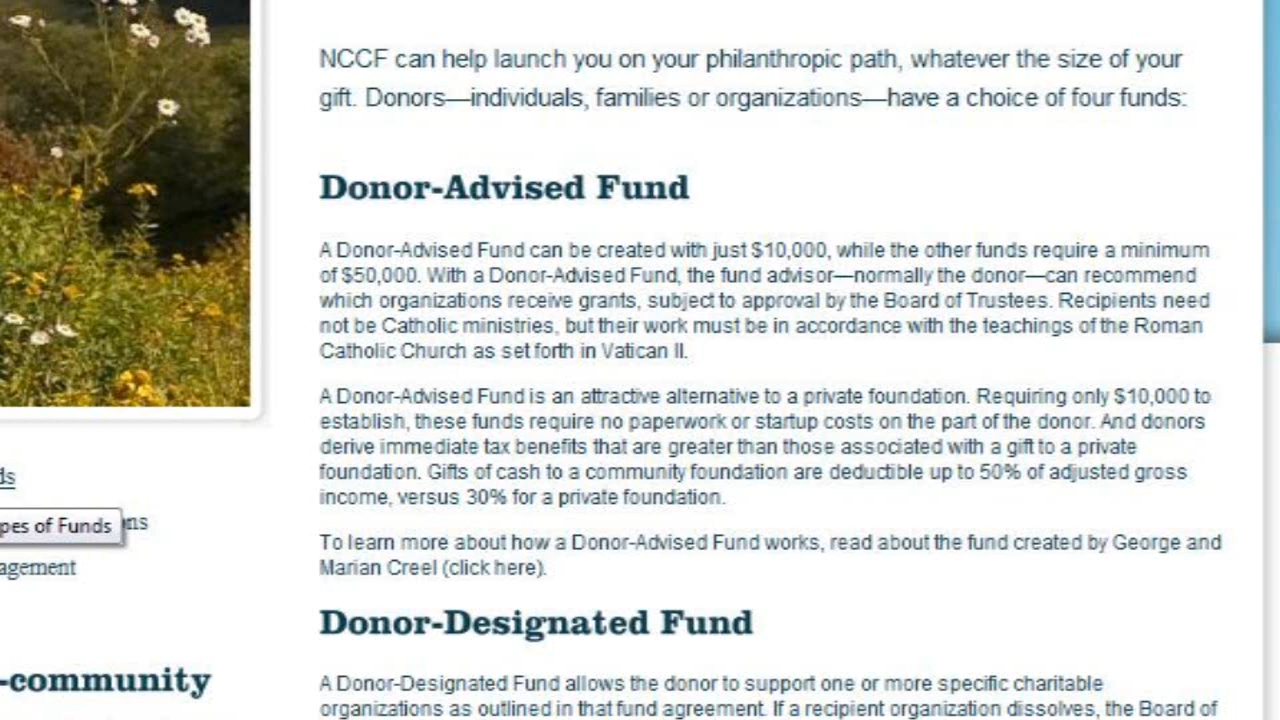 NCCF can help launch you on your philanthropic path, whatever the size of your
gift. Donors—individuals, families or organizations—have a choice of four funds:
Donor-Advised Fund
A Donor-Advised Fund can be created with just $10,000, while the other funds require a minimum
of $50,000. With a Donor-Advised Fund, the fund advisor—normally the donor—can recommend
which organizations receive grants, subject to approval by the Board of Trustees. Recipients need
not be Catholic ministries, but their work must be in accordance with the teachings of the Roman
Catholic Church as set forth in Vatican II.
A Donor-Advised Fund is an attractive alternative to a private foundation. Requiring only $10,000 to
establish, these funds require no paperwork or startup costs on the part of the donor. And donors
derive immediate tax benefits that are greater than those associated with a gift to a private
foundation. Gifts of cash to a community foundation are deductible up to 50% of adjusted gross
income, versus 30% for a private foundation.
To learn more about how a Donor-Advised Fund works, read about the fund created by George and
Marian Creel (click here).
Donor-Designated Fund
A Donor-Designated Fund allows the donor to support one or more specific charitable
organizations as outlined in that fund agreement. If a recipient organization dissolves, the Board of
ds
pes of Funds
ns
agement
-community